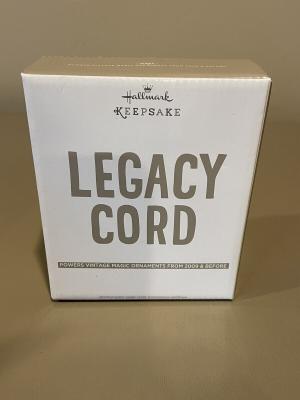 Hallmark
KEEPSAKE
LEGACY
CORD
POWERS VINTAGE MAGIC ORNAMENTS FROM 2009 & BEFORE